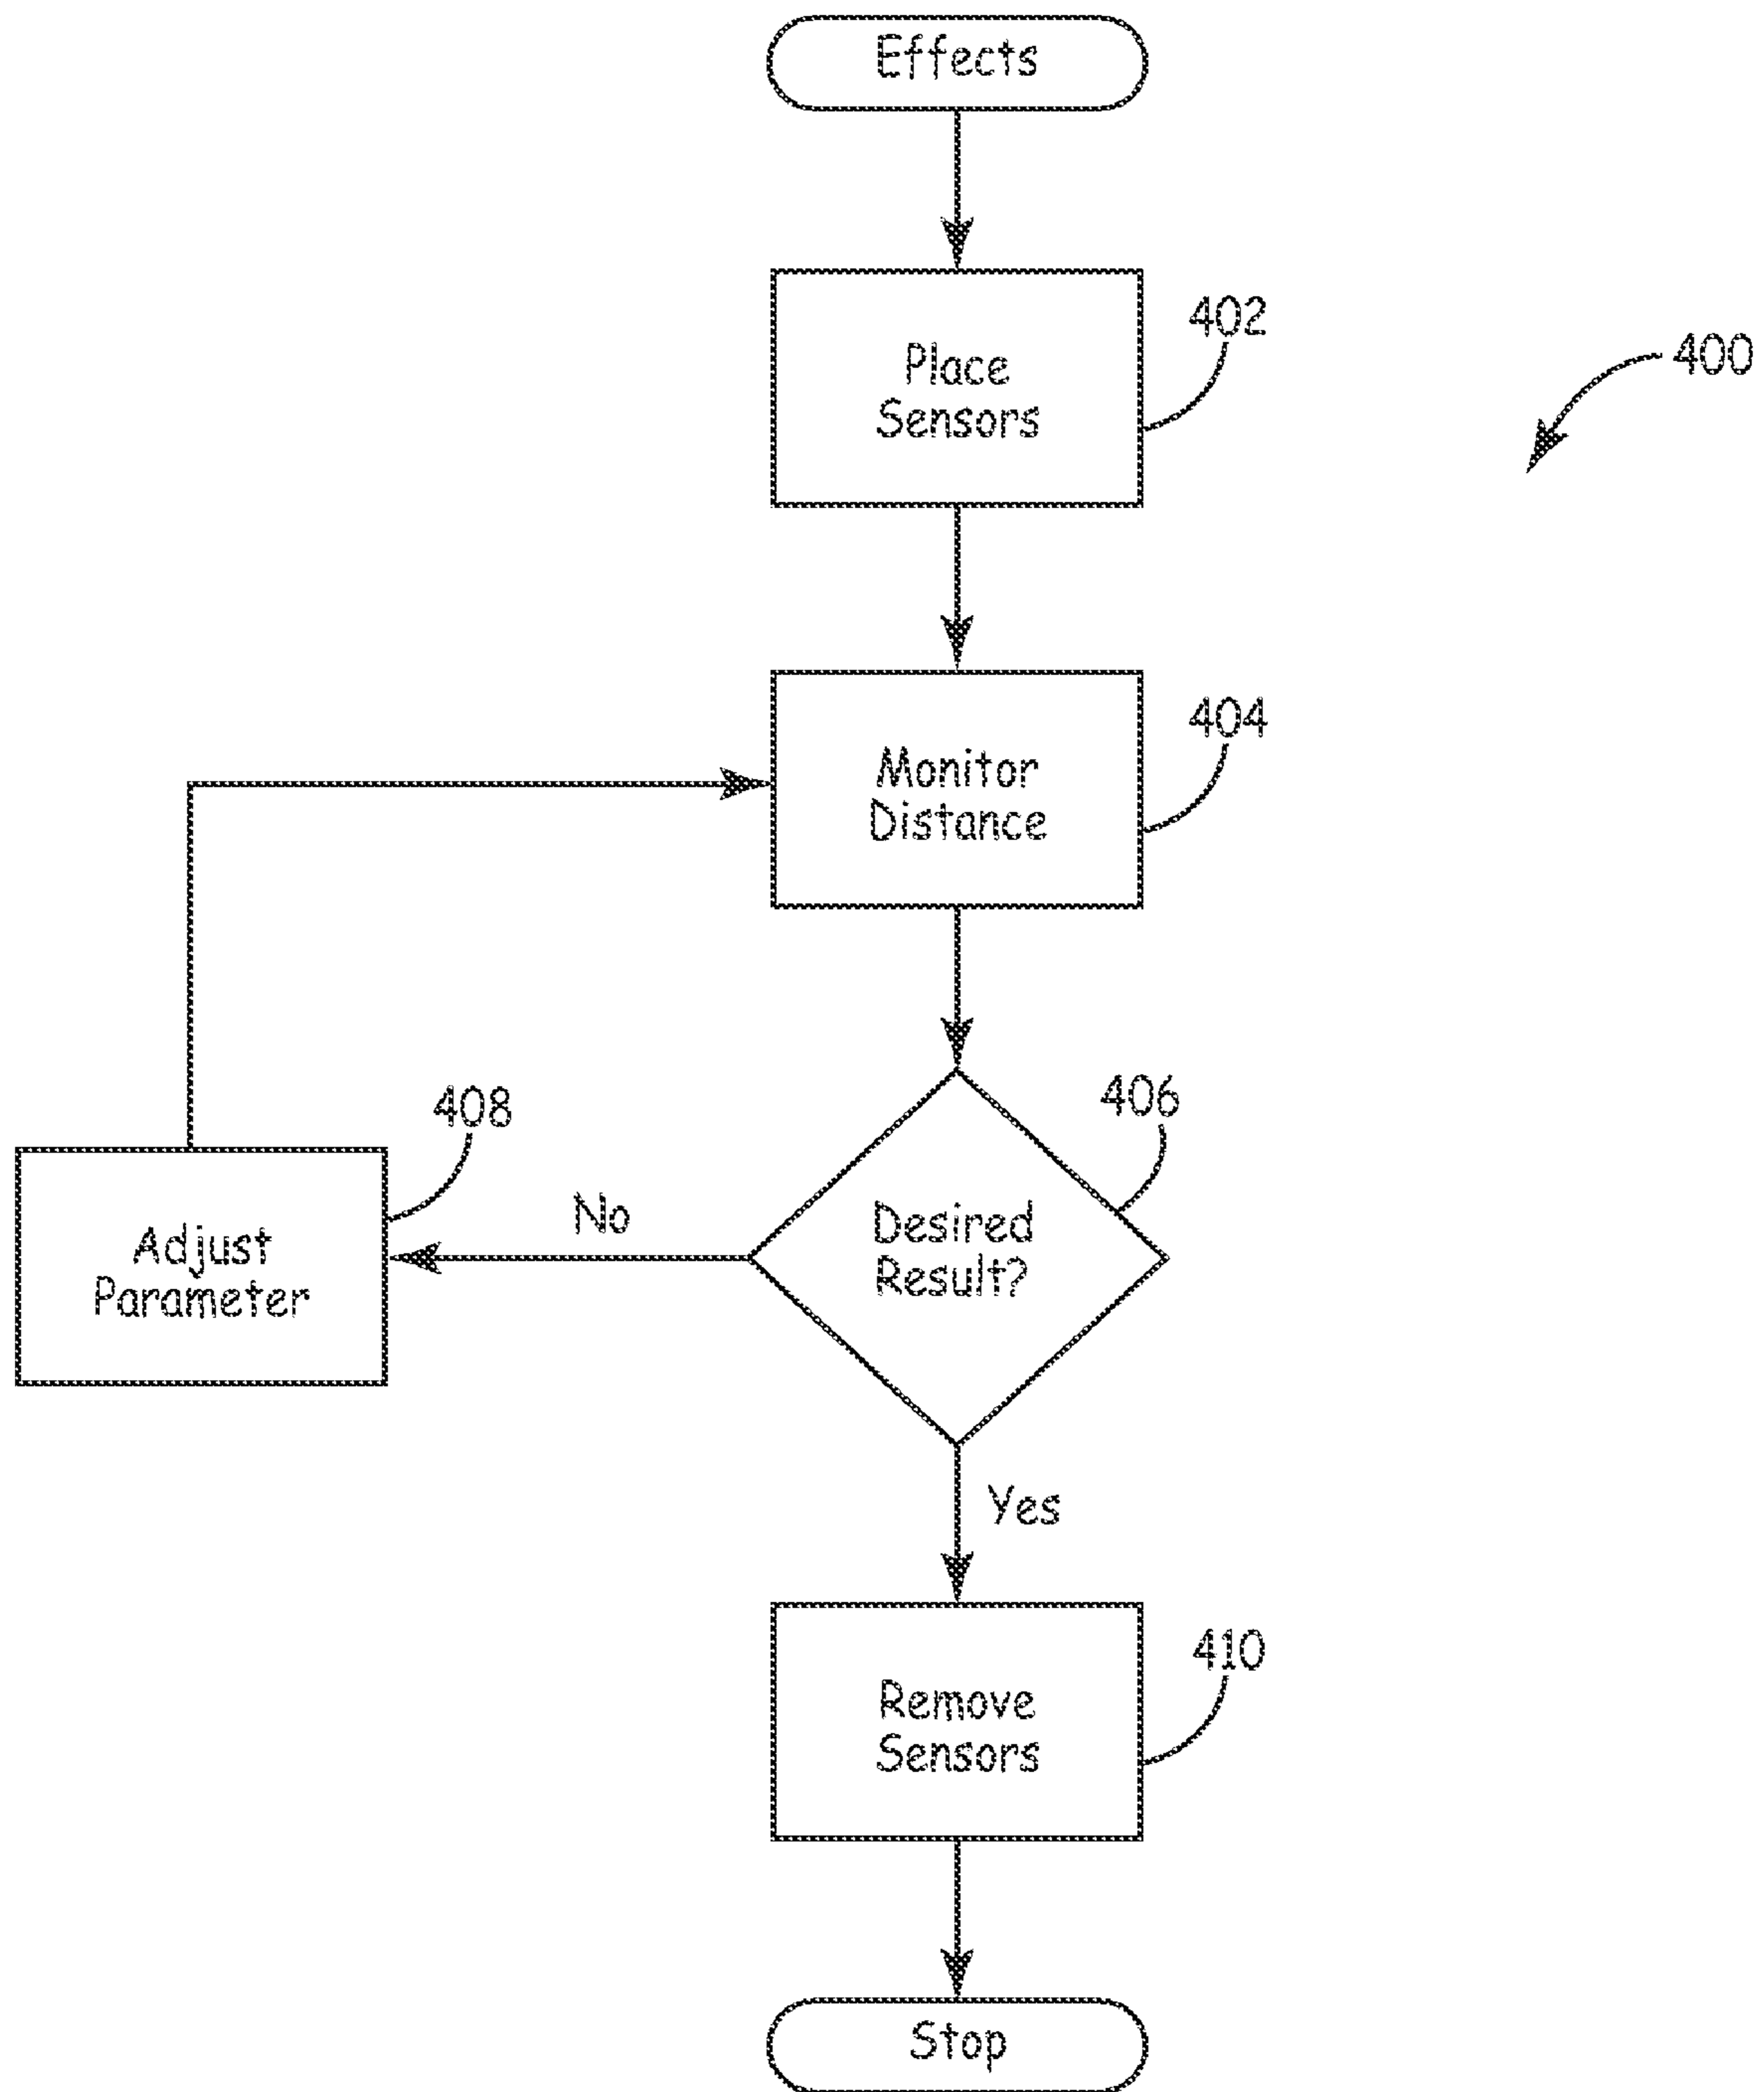 Effects
402
Place
Sensors
400
404
Monitor
Distance
406
408
Desired
Result?
No
Adjust
Parameter
Yes
410
Remove
Sensors
Stop